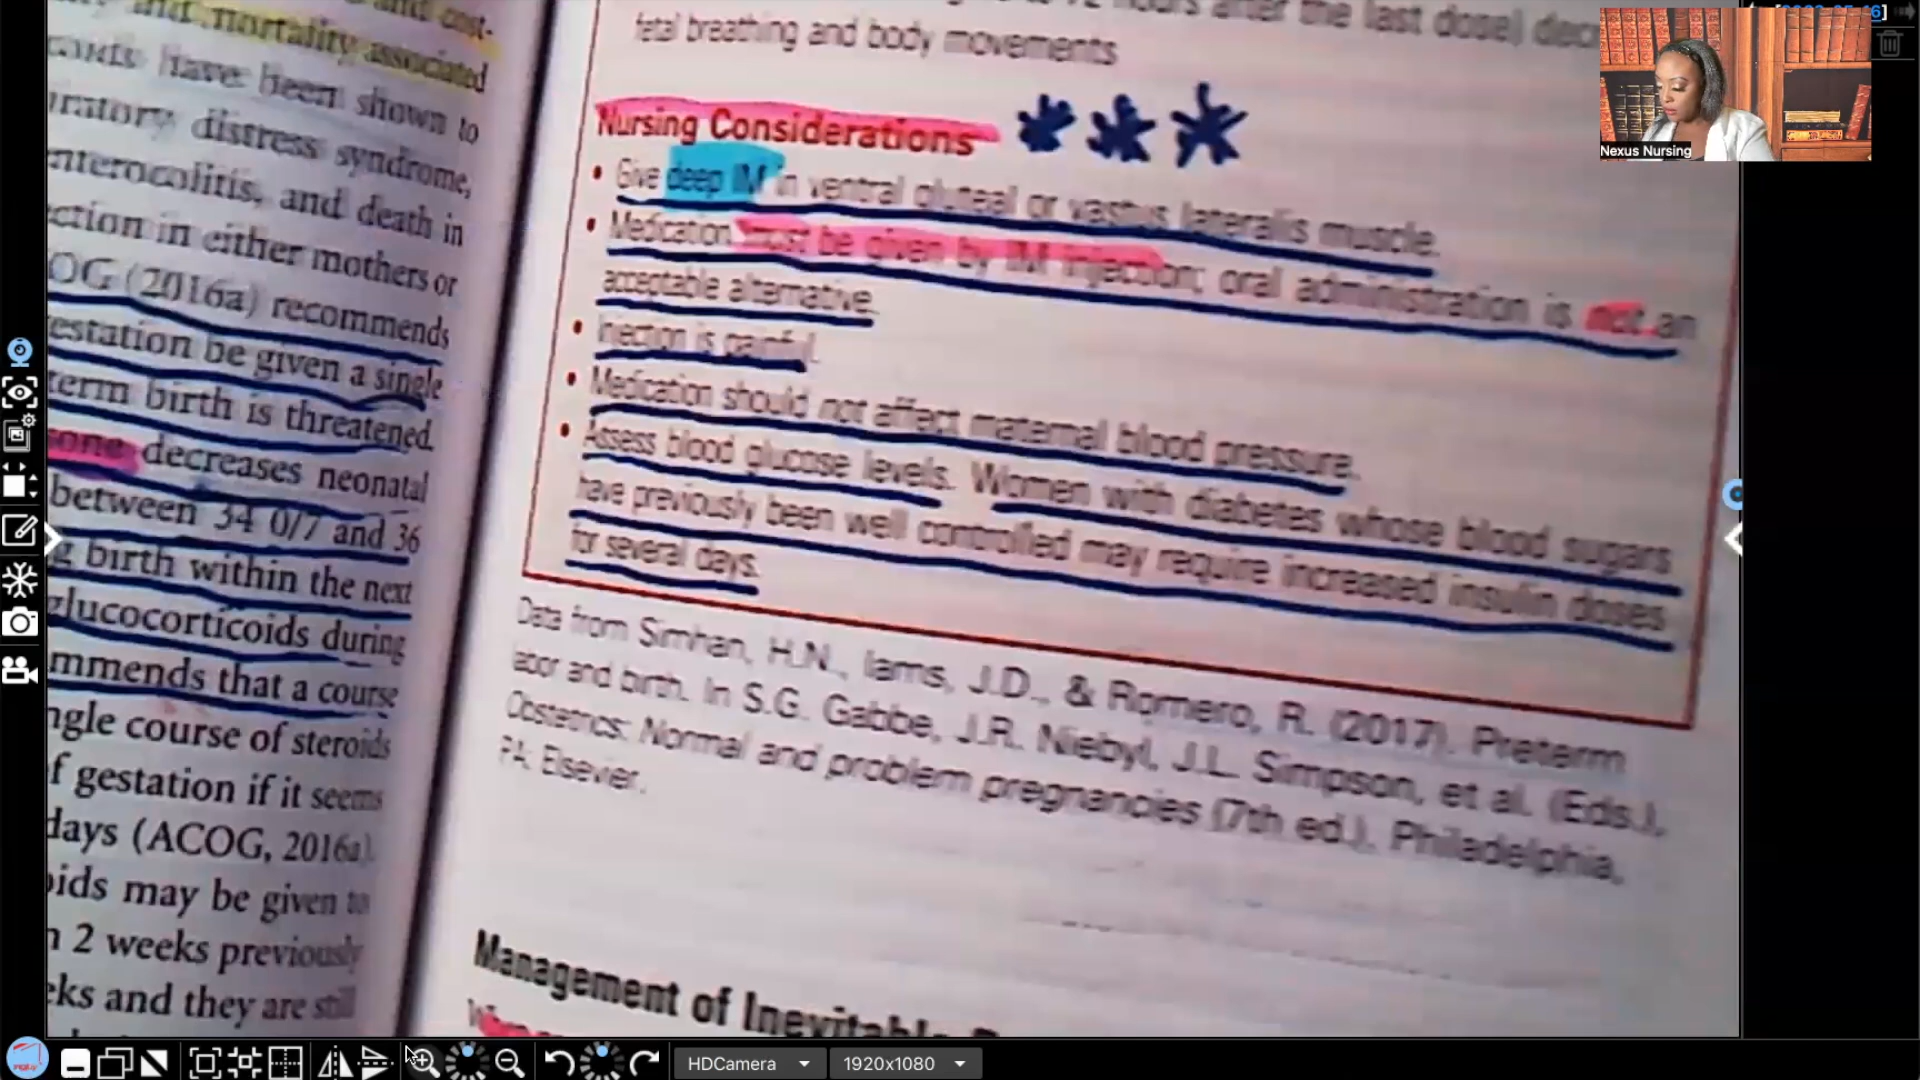 and cost-
and mortality associated
have been shown to
distress syndrome,
enterocolitis, and death in
in either mothers or
(2016a) recommends
be given a single
term birth is threatened.
decreases neonatal
between 34 0/7 and 36
birth within the next
glucocorticoids during
that a course
course of steroids
of gestation if it seems
days (ACOG, 2016a)
may be given to
2 weeks previously
and they are still
hours after the last dose)
fetal breathing and body movements
Nursing Considerations
• Give deep IM in ventral gluteal or vastus lateralis muscle.
• Medication must be given by IM injection; oral administration is not an
acceptable alternative.
• Injection is painful.
• Medication should not affect maternal blood pressure.
• Assess blood glucose levels. Women with diabetes whose blood sugars
have previously been well controlled may require increased insulin doses
for several days.
Data from Simhan, H.N., Iams, J.D., & Romero, R. (2017). Preterm
labor and birth. In S.G. Gabbe, J.R. Niebyl, J.L. Simpson, et al. (Eds.),
Obstetrics: Normal and problem pregnancies (7th ed.). Philadelphia,
PA: Elsevier.
Management of
Nexus Nursing
HDCamera
1920x1080